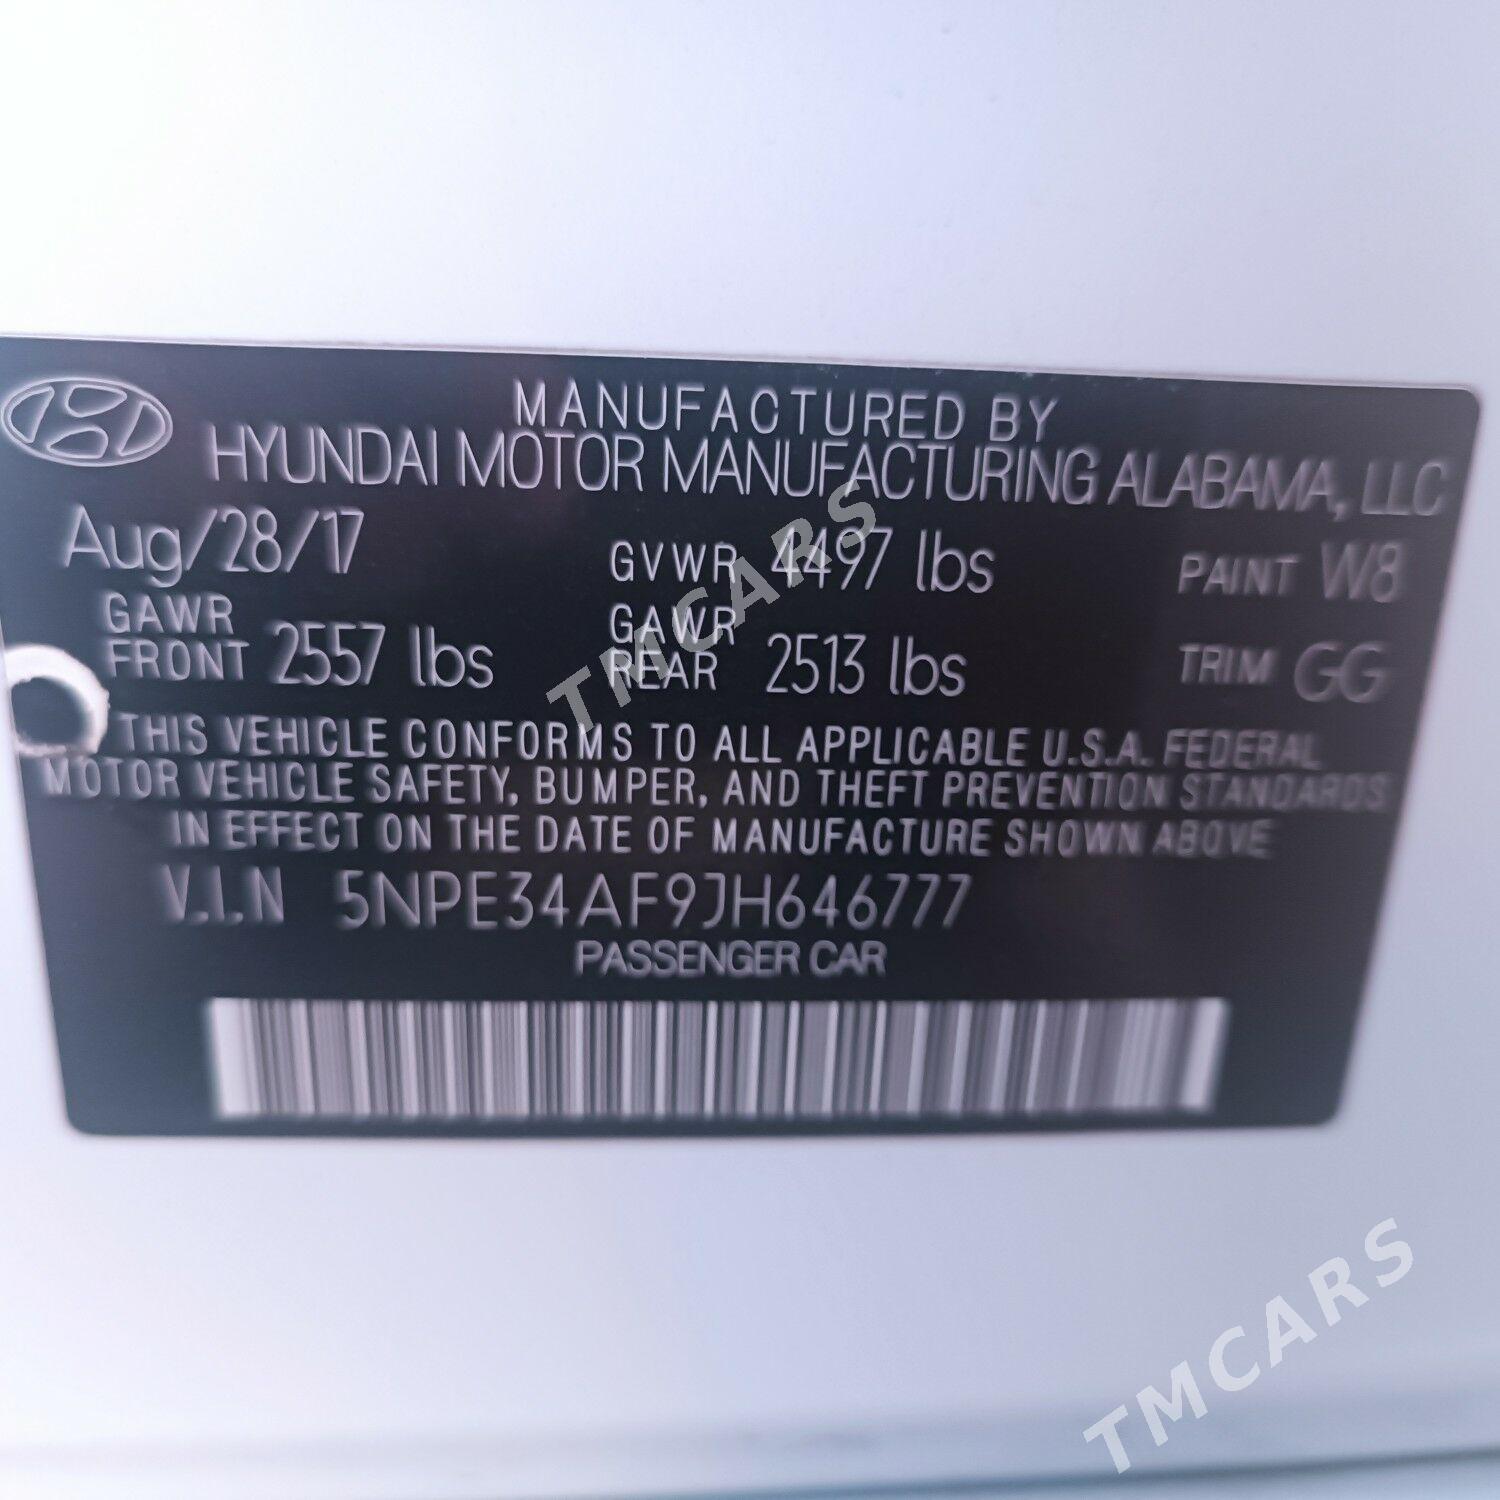 MANUFACTURED BY
HYUNDAI MOTOR MANUFACTURING ALABAMA, LLC
Aug/28/17 GVWR 4497 lbs PAINT W8
GAWR FRONT 2557 lbs GAWR REAR 2513 lbs TRIM GG
THIS VEHICLE CONFORMS TO ALL APPLICABLE U.S.A. FEDERAL
MOTOR VEHICLE SAFETY, BUMPER, AND THEFT PREVENTION STANDARDS
IN EFFECT ON THE DATE OF MANUFACTURE SHOWN ABOVE
V.I.N 5NPE34AF9JH646777
PASSENGER CAR
TMCARS
TMCARS